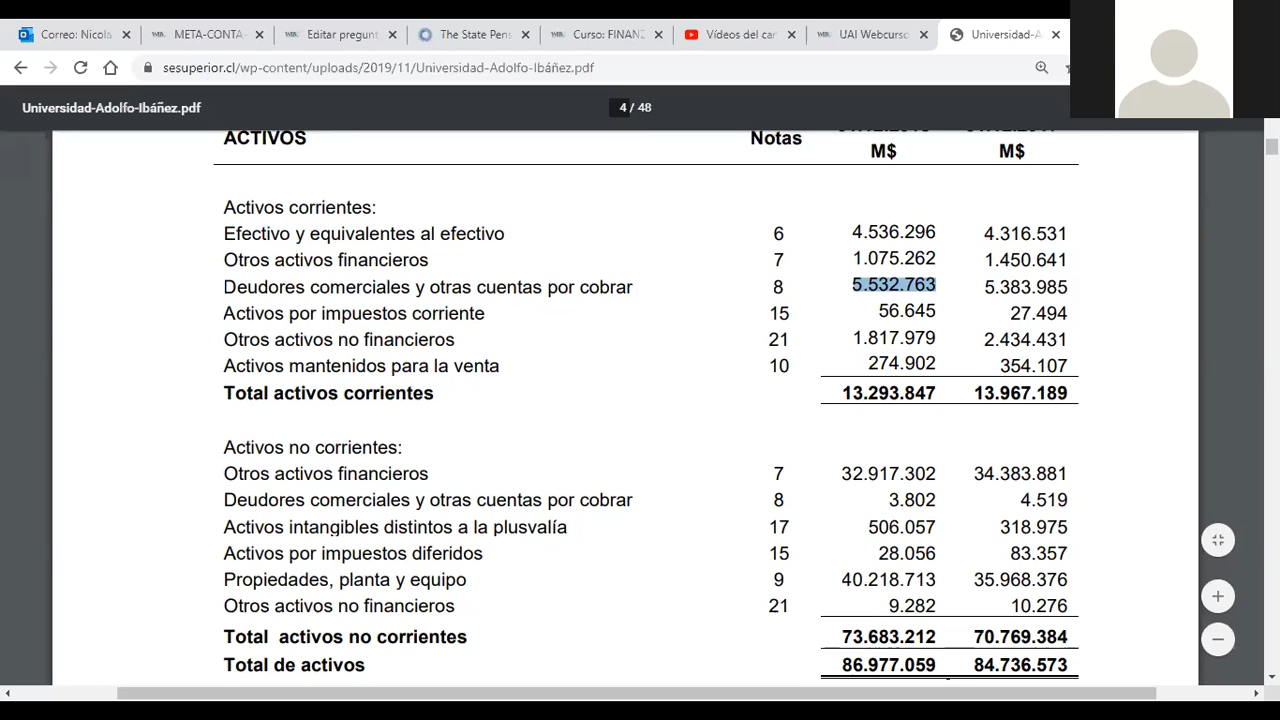 Correo: Nicola
META-CONTA-
Editar pregunt
The State Pens
Curso: FINANZ
Vídeos del car
UAI Webcurso
Universidad-A
sesuperior.cl/wp-content/uploads/2019/11/Universidad-Adolfo-Ibáñez.pdf
Universidad-Adolfo-Ibáñez.pdf 4 / 48
ACTIVOS Notas
M$ M$
Activos corrientes:
Efectivo y equivalentes al efectivo 6 4.536.296 4.316.531
Otros activos financieros 7 1.075.262 1.450.641
Deudores comerciales y otras cuentas por cobrar 8 5.532.763 5.383.985
Activos por impuestos corriente 15 56.645 27.494
Otros activos no financieros 21 1.817.979 2.434.431
Activos mantenidos para la venta 10 274.902 354.107
Total activos corrientes 13.293.847 13.967.189
Activos no corrientes:
Otros activos financieros 7 32.917.302 34.383.881
Deudores comerciales y otras cuentas por cobrar 8 3.802 4.519
Activos intangibles distintos a la plusvalía 17 506.057 318.975
Activos por impuestos diferidos 15 28.056 83.357
Propiedades, planta y equipo 9 40.218.713 35.968.376
Otros activos no financieros 21 9.282 10.276
Total activos no corrientes 73.683.212 70.769.384
Total de activos 86.977.059 84.736.573